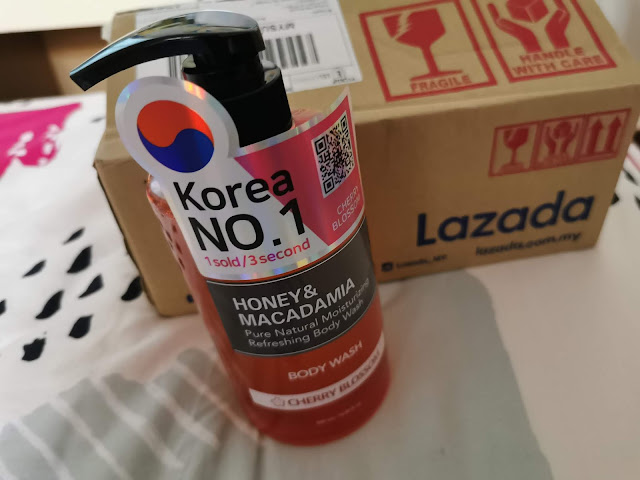 Korea
NO.1
1 sold/3 second
CHERRY
BLOSSOM
HONEY&
MACADAMIA
Pure Natural Moisturizing
Refreshing Body Wash
BODY WASH
CHERRY BLOSSOM
FRAGILE
HANDLE
WITH CARE
Lazada
lazada.com.my